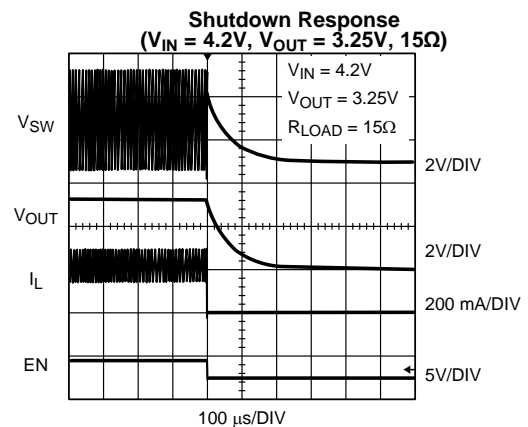 Shutdown Response
(VIN = 4.2V, VOUT = 3.25V, 15Ω)
VIN = 4.2V
VOUT = 3.25V
RLOAD = 15Ω
VSW
2V/DIV
VOUT
2V/DIV
IL
200 mA/DIV
EN
5V/DIV
100 μs/DIV